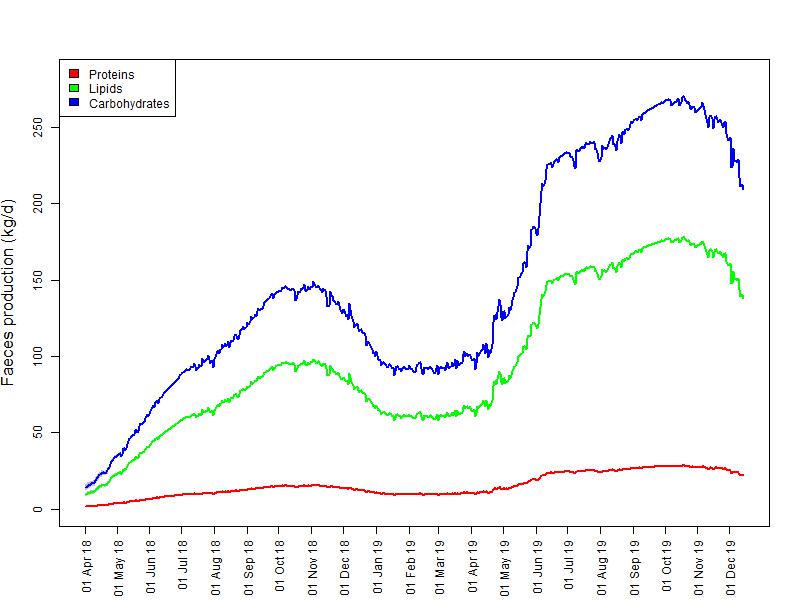 Proteins
Lipids
Carbohydrates
Faeces production (kg/d)
250
200
150
100
50
0
01 Apr 18
01 May 18
01 Jun 18
01 Jul 18
01 Aug 18
01 Sep 18
01 Oct 18
01 Nov 18
01 Dec 18
01 Jan 19
01 Feb 19
01 Mar 19
01 Apr 19
01 May 19
01 Jun 19
01 Jul 19
01 Aug 19
01 Sep 19
01 Oct 19
01 Nov 19
01 Dec 19